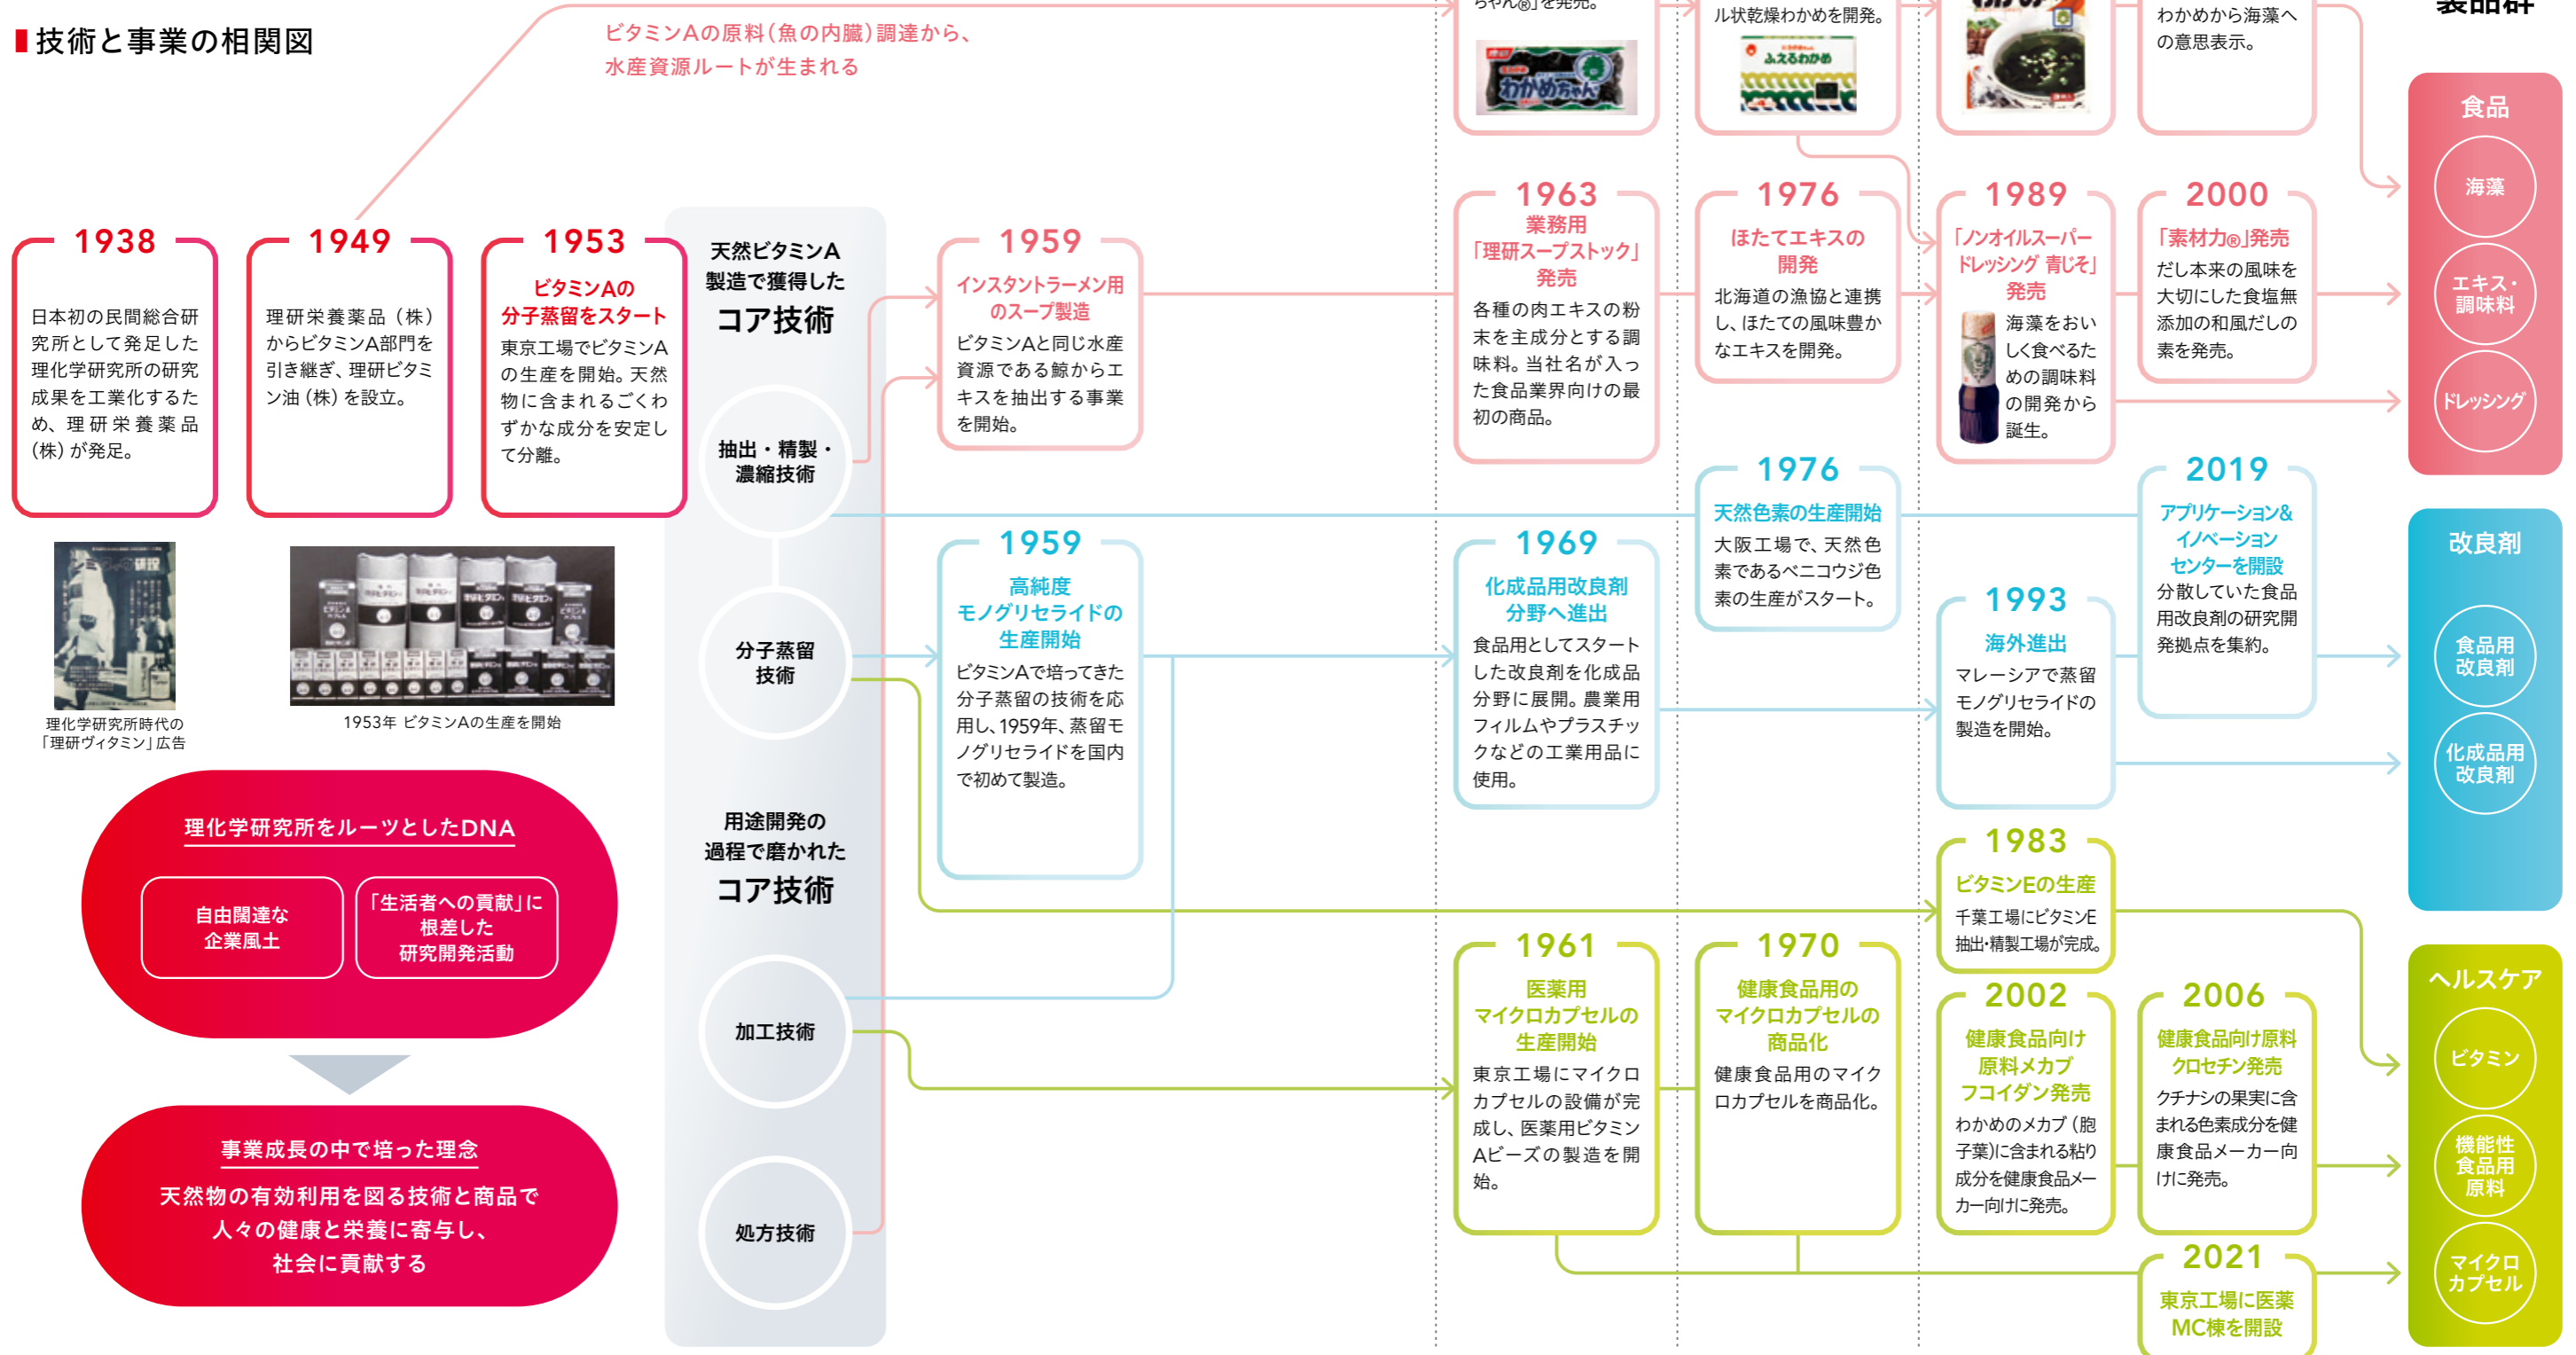 技術と事業の相関図
ビタミンAの原料(魚の内臓)調達から、
水産資源ルートが生まれる
ちゃん®」を発売。
わかめちゃん
ル状乾燥わかめを開発。
ふえるわかめ
わかめから海藻へ
の意思表示。
製品群
1938
日本初の民間総合研
究所として発足した
理化学研究所の研究
成果を工業化するた
め、理研栄養薬品
(株)が発足。
1949
理研栄養薬品(株)
からビタミンA部門を
引き継ぎ、理研ビタミ
ン油(株)を設立。
1953
ビタミンAの
分子蒸留をスタート
東京工場でビタミンA
の生産を開始。天然
物に含まれるごくわ
ずかな成分を安定し
て分離。
理化学研究所時代の
「理研ヴィタミン」広告
1953年 ビタミンAの生産を開始
理化学研究所をルーツとしたDNA
自由闊達な
企業風土
「生活者への貢献」に
根差した
研究開発活動
事業成長の中で培った理念
天然物の有効利用を図る技術と商品で
人々の健康と栄養に寄与し、
社会に貢献する
天然ビタミンA
製造で獲得した
コア技術
抽出・精製・
濃縮技術
分子蒸留
技術
用途開発の
過程で磨かれた
コア技術
加工技術
処方技術
1959
インスタントラーメン用
のスープ製造
ビタミンAと同じ水産
資源である鯨からエ
キスを抽出する事業
を開始。
1963
業務用
「理研スープストック」
発売
各種の肉エキスの粉
末を主成分とする調
味料。当社名が入っ
た食品業界向けの最
初の商品。
1976
ほたてエキスの
開発
北海道の漁協と連携
し、ほたての風味豊か
なエキスを開発。
1989
「ノンオイルスーパー
ドレッシング 青じそ」
発売
海藻をおい
しく食べるた
めの調味料
の開発から
誕生。
2000
「素材力®」発売
だし本来の風味を
大切にした食塩無
添加の和風だしの
素を発売。
1959
高純度
モノグリセライドの
生産開始
ビタミンAで培ってきた
分子蒸留の技術を応
用し、1959年、蒸留モ
ノグリセライドを国内
で初めて製造。
1969
化成品用改良剤
分野へ進出
食品用としてスタート
した改良剤を化成品
分野に展開。農業用
フィルムやプラスチッ
クなどの工業用品に
使用。
1976
天然色素の生産開始
大阪工場で、天然色
素であるベニコウジ色
素の生産がスタート。
1993
海外進出
マレーシアで蒸留
モノグリセライドの
製造を開始。
2019
アプリケーション&
イノベーション
センターを開設
分散していた食品
用改良剤の研究開
発拠点を集約。
1983
ビタミンEの生産
千葉工場にビタミンE
抽出・精製工場が完成。
1961
医薬用
マイクロカプセルの
生産開始
東京工場にマイクロ
カプセルの設備が完
成し、医薬用ビタミン
Aビーズの製造を開
始。
1970
健康食品用の
マイクロカプセルの
商品化
健康食品用のマイク
ロカプセルを商品化。
2002
健康食品向け
原料メカブ
フコイダン発売
わかめのメカブ(胞
子葉)に含まれる粘り
成分を健康食品メー
カー向けに発売。
2006
健康食品向け原料
クロセチン発売
クチナシの果実に含
まれる色素成分を健
康食品メーカー向
けに発売。
2021
東京工場に医薬
MC棟を開設
食品
海藻
エキス・
調味料
ドレッシング
改良剤
食品用
改良剤
化成品用
改良剤
ヘルスケア
ビタミン
機能性
食品用
原料
マイクロ
カプセル